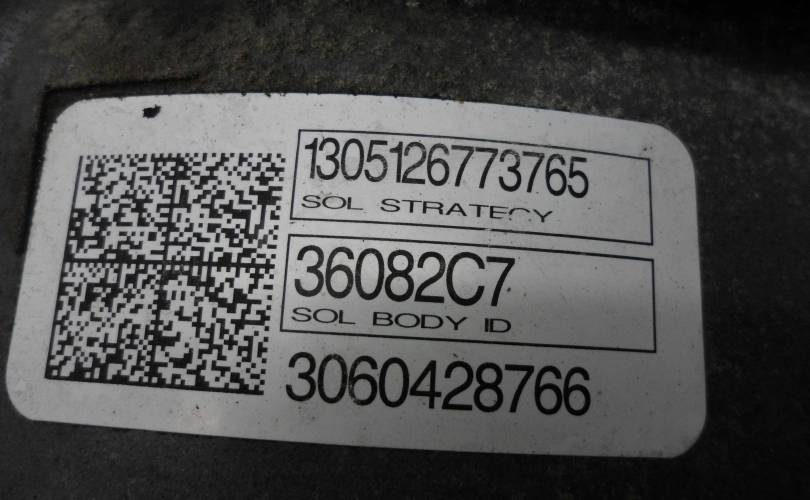 1305126773765
SOL STRATEGY
36082C7
SOL BODY ID
3060428766